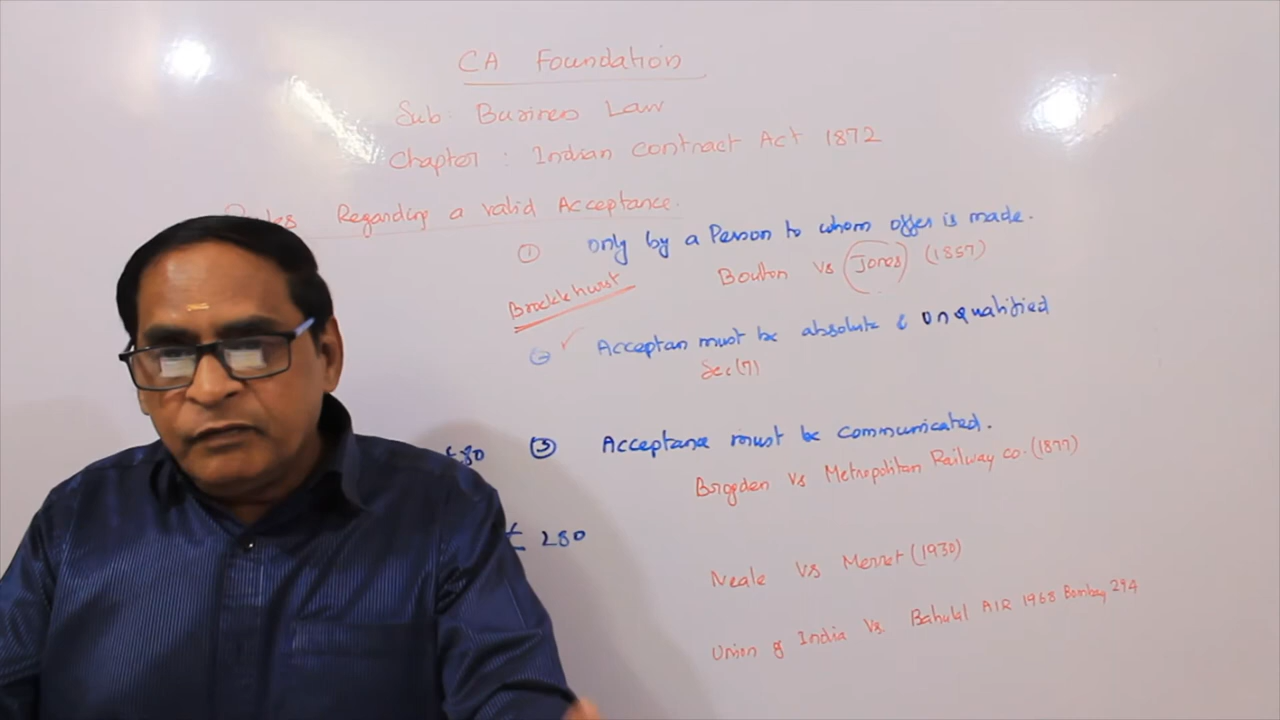 CA Foundation
Sub: Business Law
Chapter : Indian Contract Act 1872
Rules Regarding a valid Acceptance.
① only by a Person to whom offer is made.
Boulton Vs Jones (1857)
Brocklehurst
② Acceptan must be absolute & unqualified
Sec(7)
③ Acceptance must be communicated.
Brogden Vs Metropolitan Railway co. (1877)
£ 280
Neale Vs Merret (1930)
Union of India Vs. Bahulal AIR 1968 Bombay 294